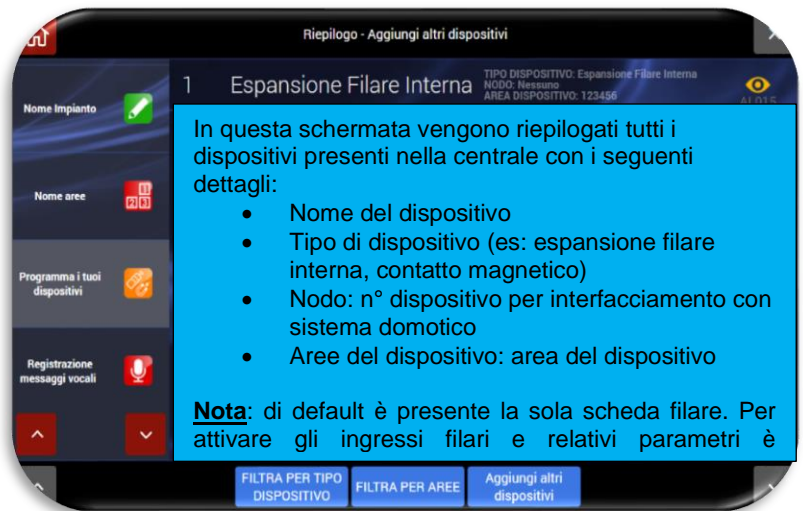 Riepilogo - Aggiungi altri dispositivi
1 Espansione Filare Interna
TIPO DISPOSITIVO: Espansione Filare Interna
NODO: Nessuno
AREA DISPOSITIVO: 123456
AL015
Nome Impianto
Nome aree
Programma i tuoi
dispositivi
Registrazione
messaggi vocali
In questa schermata vengono riepilogati tutti i
dispositivi presenti nella centrale con i seguenti
dettagli:
• Nome del dispositivo
• Tipo di dispositivo (es: espansione filare
interna, contatto magnetico)
• Nodo: n° dispositivo per interfacciamento con
sistema domotico
• Aree del dispositivo: area del dispositivo
Nota: di default è presente la sola scheda filare. Per
attivare gli ingressi filari e relativi parametri è
FILTRA PER TIPO
DISPOSITIVO
FILTRA PER AREE
Aggiungi altri
dispositivi